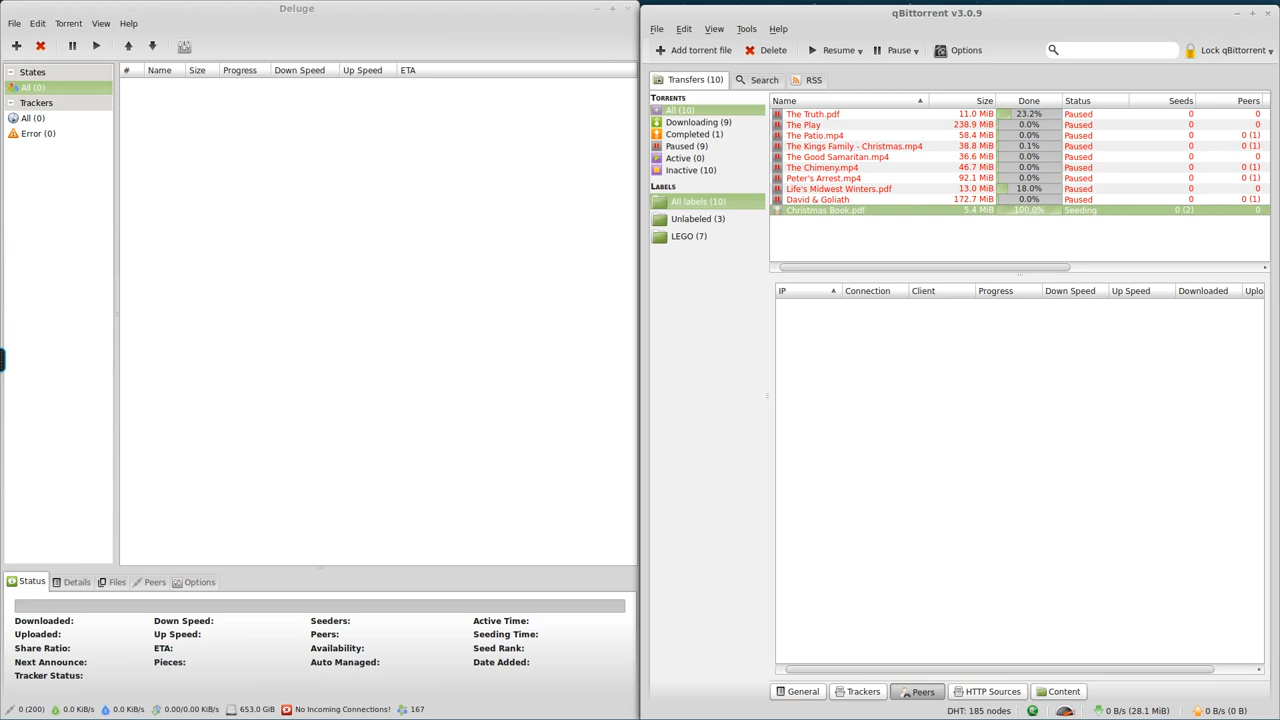 Deluge
File Edit Torrent View Help
States
All (0)
Trackers
All (0)
Error (0)
# Name Size Progress Down Speed Up Speed ETA
Status Details Files Peers Options
Downloaded: Down Speed: Seeders: Active Time:
Uploaded: Up Speed: Peers: Seeding Time:
Share Ratio: ETA: Availability: Seed Rank:
Next Announce: Pieces: Auto Managed: Date Added:
Tracker Status:
0 (200) 0.0 KiB/s 0.0 KiB/s 0.00/0.00 KiB/s 653.0 GiB No Incoming Connections! 167
qBittorrent v3.0.9
File Edit View Tools Help
Add torrent file Delete Resume Pause Options Lock qBittorrent
Transfers (10) Search RSS
TORRENTS
All (10)
Downloading (9)
Completed (1)
Paused (9)
Active (0)
Inactive (10)
LABELS
All labels (10)
Unlabeled (3)
LEGO (7)
Name Size Done Status Seeds Peers
The Truth.pdf 11.0 MiB 23.2% Paused 0 0
The Play 238.9 MiB 0.0% Paused 0 0 (1)
The Patio.mp4 58.4 MiB 0.0% Paused 0 0 (1)
The Kings Family - Christmas.mp4 38.8 MiB 0.1% Paused 0 0 (1)
The Good Samaritan.mp4 36.6 MiB 0.0% Paused 0 0
The Chimeny.mp4 46.7 MiB 0.0% Paused 0 0 (1)
Peter's Arrest.mp4 92.1 MiB 0.0% Paused 0 0 (1)
Life's Midwest Winters.pdf 13.0 MiB 18.0% Paused 0 0
David & Goliath 172.7 MiB 0.0% Paused 0 0 (1)
Christmas Book.pdf 5.4 MiB 100.0% Seeding 0 (2) 0
IP Connection Client Progress Down Speed Up Speed Downloaded Uplo
General Trackers Peers HTTP Sources Content
DHT: 185 nodes 0 B/s (28.1 MiB) 0 B/s (0 B)